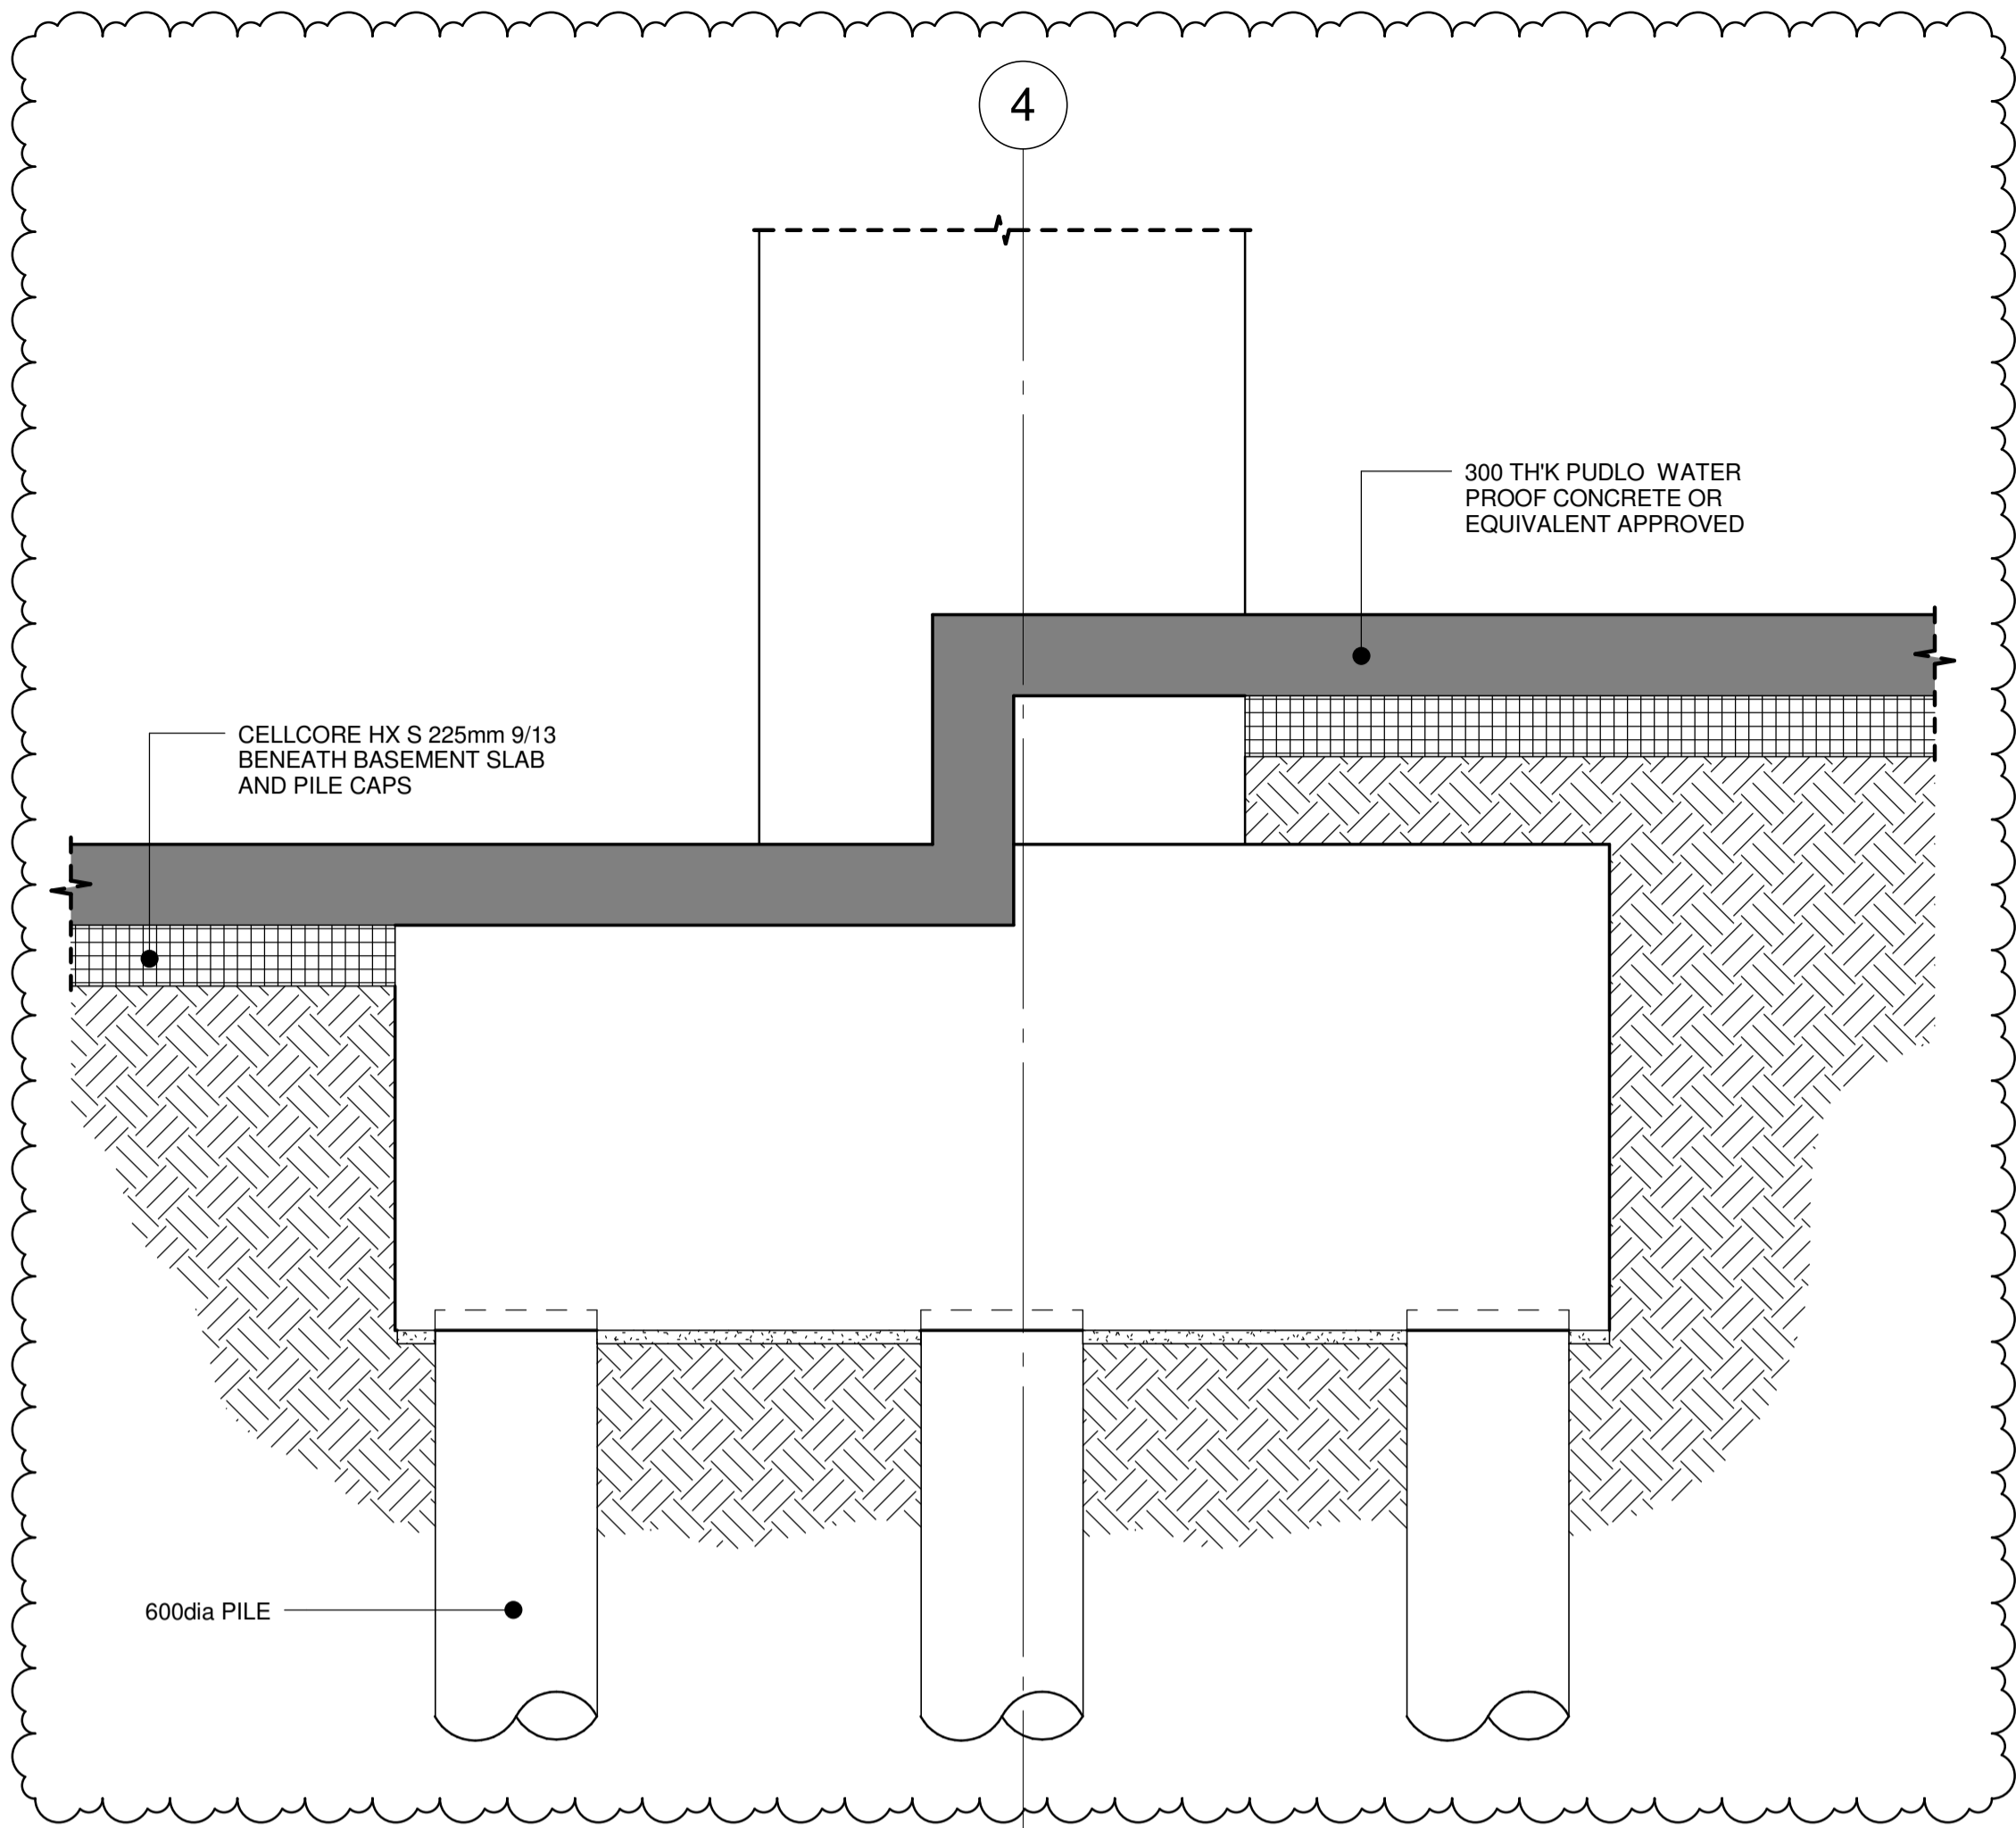 4
300 TH'K PUDLO WATER
PROOF CONCRETE OR
EQUIVALENT APPROVED
CELLCORE HX S 225mm 9/13
BENEATH BASEMENT SLAB
AND PILE CAPS
600dia PILE